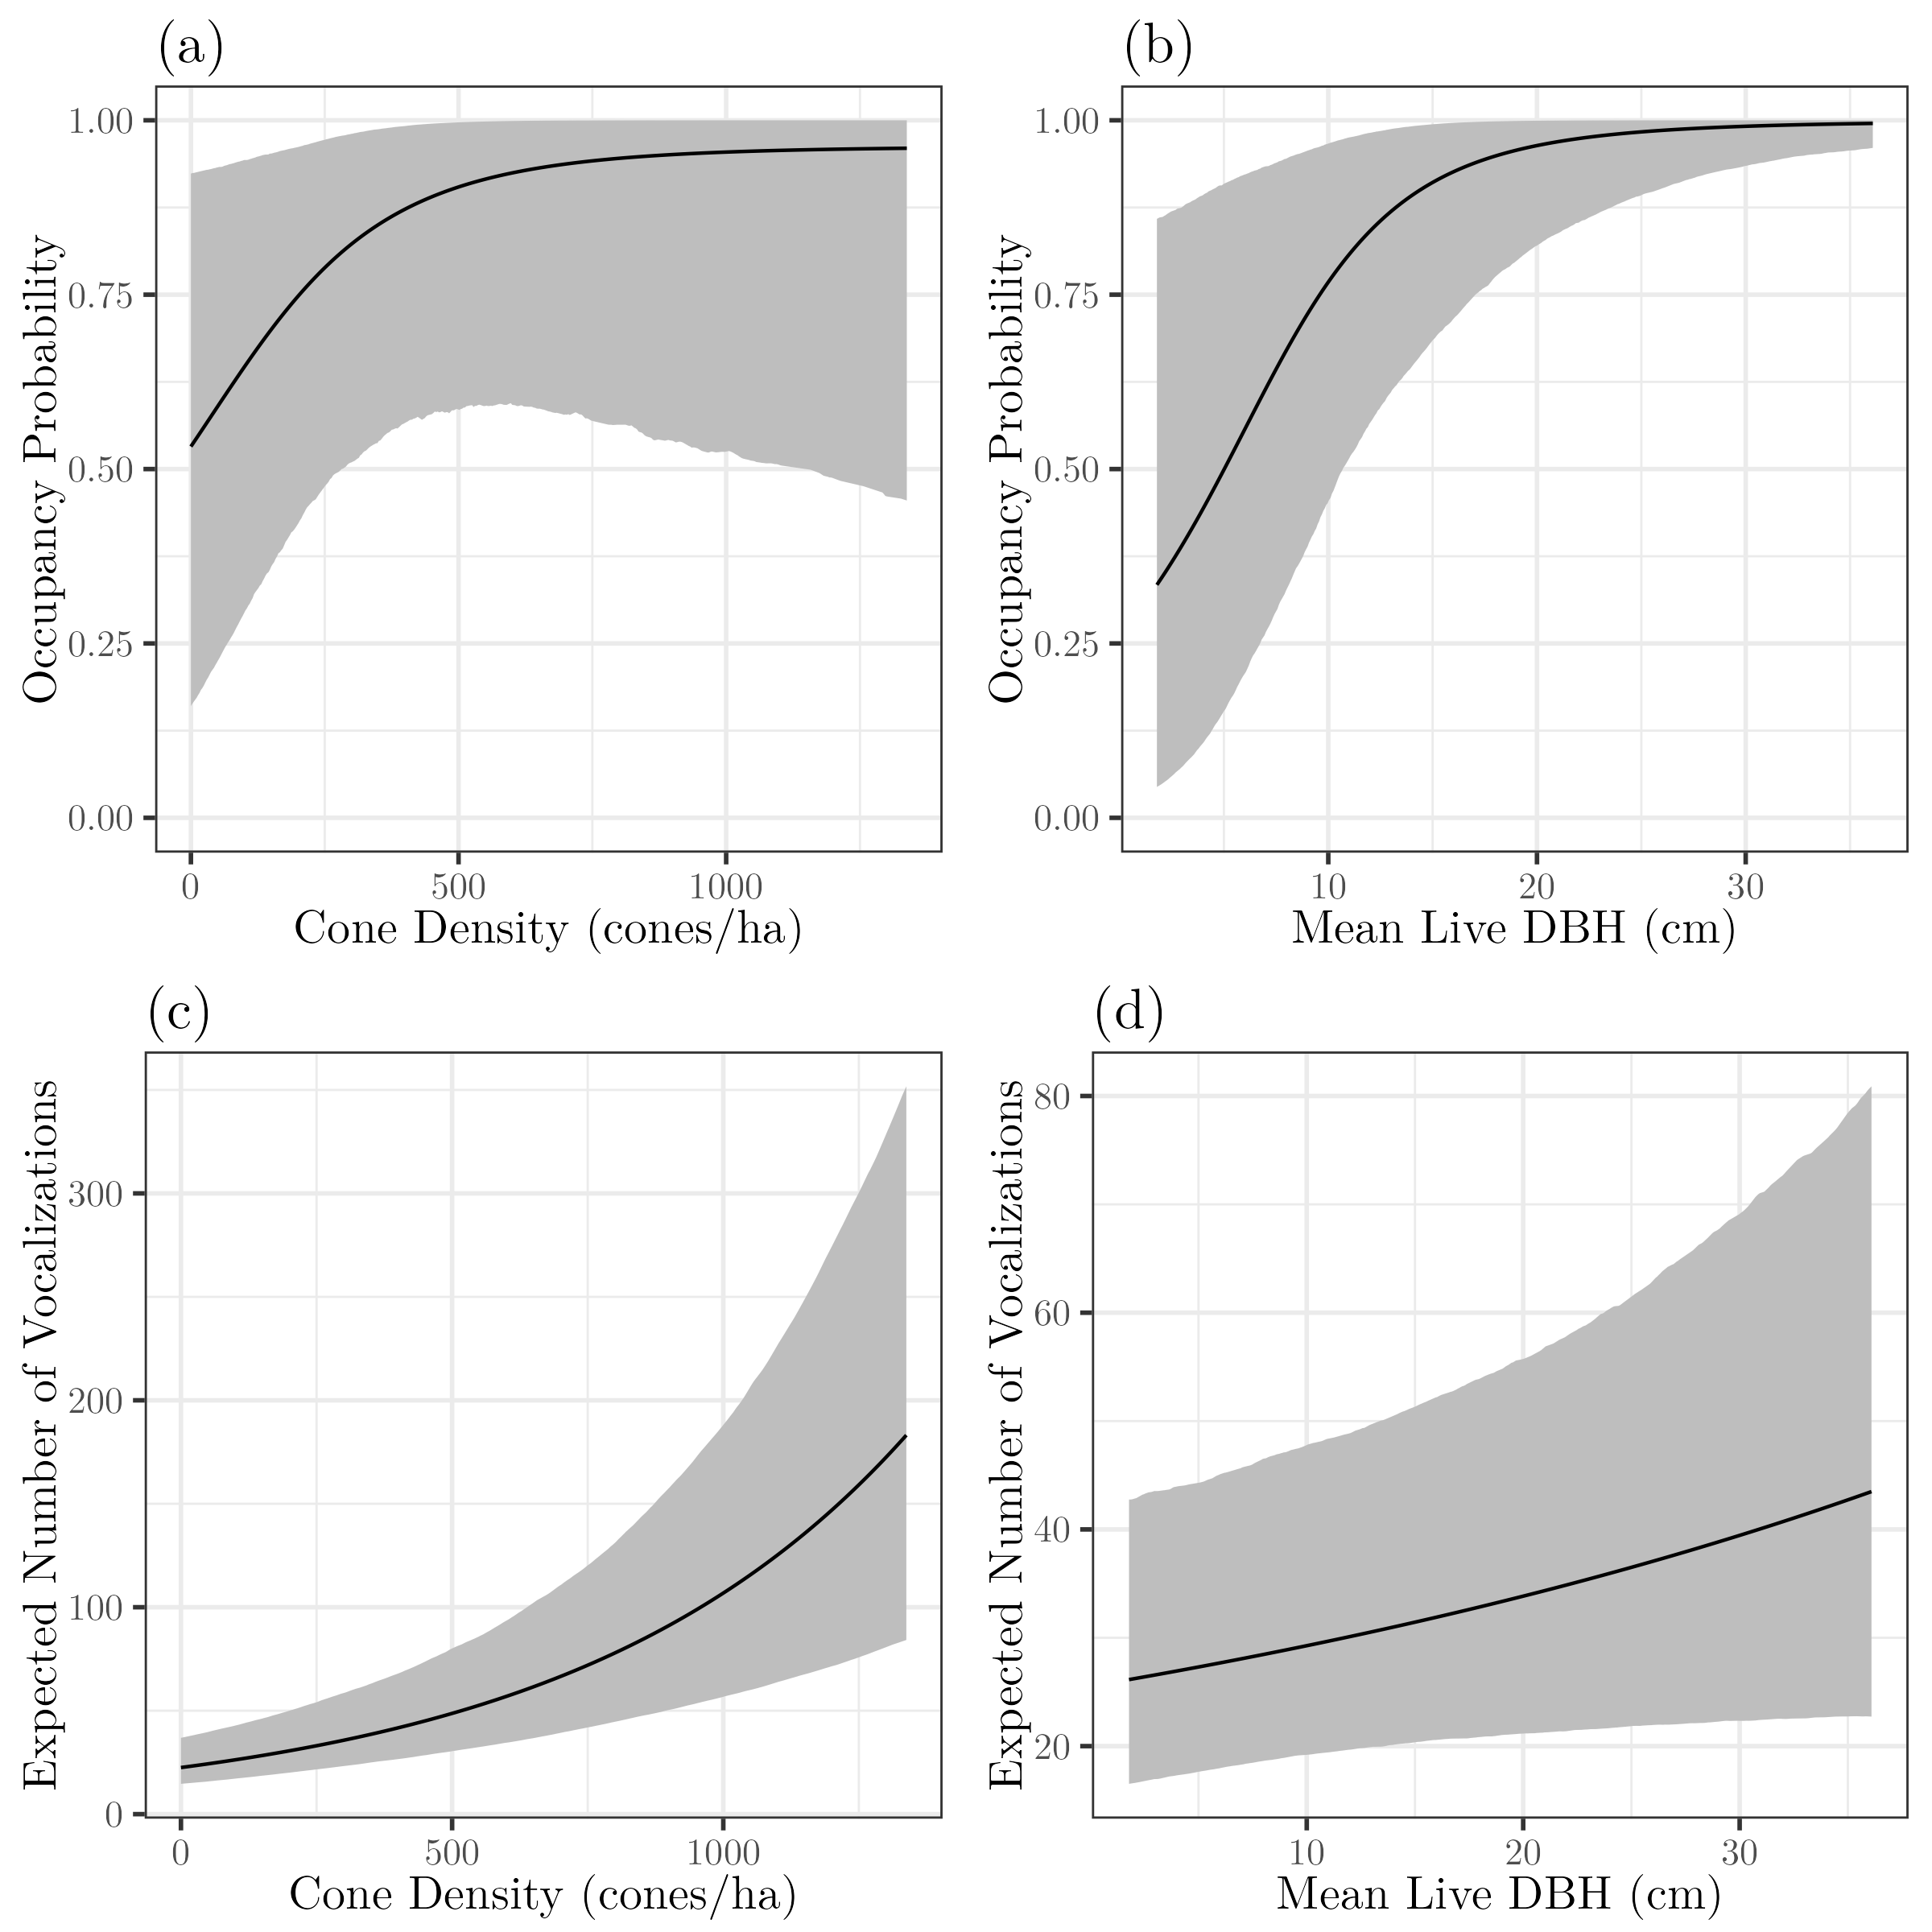 (a)
Occupancy Probability
1.00
0.75
0.50
0.25
0.00
0 500 1000
Cone Density (cones/ha)
(b)
Occupancy Probability
1.00
0.75
0.50
0.25
0.00
10 20 30
Mean Live DBH (cm)
(c)
Expected Number of Vocalizations
300
200
100
0
0 500 1000
Cone Density (cones/ha)
(d)
Expected Number of Vocalizations
80
60
40
20
10 20 30
Mean Live DBH (cm)